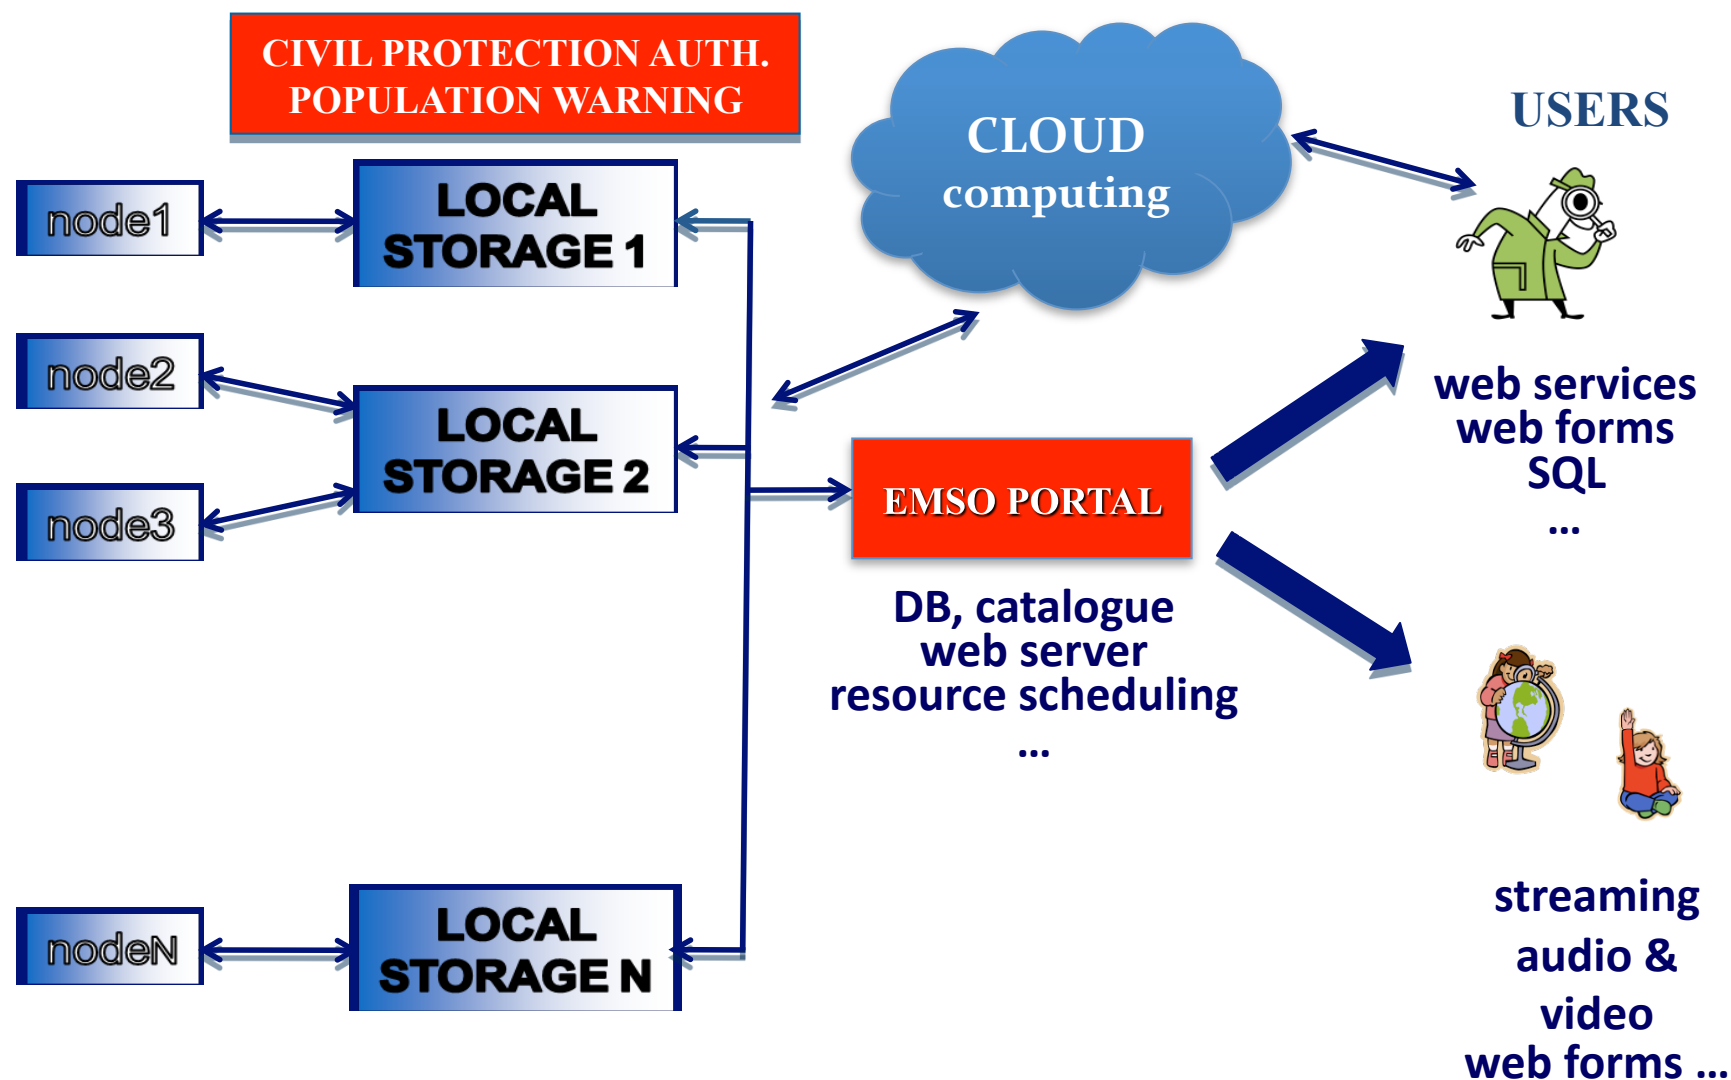 CIVIL PROTECTION AUTH.
POPULATION WARNING
CLOUD
computing
USERS
node1
LOCAL
STORAGE 1
node2
LOCAL
STORAGE 2
node3
EMSO PORTAL
DB, catalogue
web server
resource scheduling
...
web services
web forms
SQL
...
nodeN
LOCAL
STORAGE N
streaming
audio &
video
web forms ...